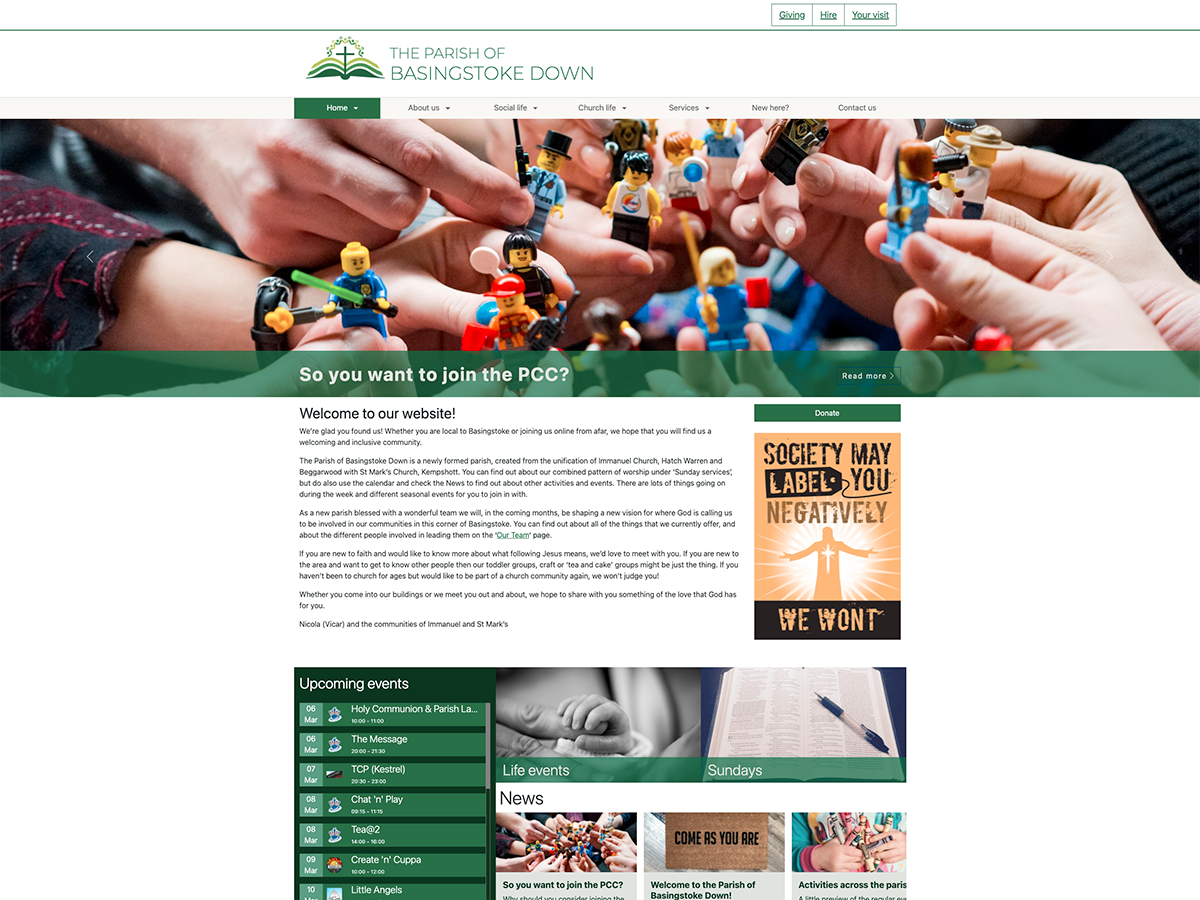 Giving Hire Your visit
THE PARISH OF
BASINGSTOKE DOWN
Home About us Social life Church life Services New here? Contact us
So you want to join the PCC?
Read more
Welcome to our website!
We're glad you found us! Whether you are local to Basingstoke or joining us online from afar, we hope that you will find us a
welcoming and inclusive community.
The Parish of Basingstoke Down is a newly formed parish, created from the unification of Immanuel Church, Hatch Warren and
Beggarwood with St Mark's Church, Kempshott. You can find out about our combined pattern of worship under 'Sunday services',
but do also use the calendar and check the News to find out about other activities and events. There are lots of things going on
during the week and different seasonal events for you to join in with.
As a new parish blessed with a wonderful team we will, in the coming months, be shaping a new vision for where God is calling us
to be involved in our communities in this corner of Basingstoke. You can find out about all of the things that we currently offer, and
about the different people involved in leading them on the 'Our Team' page.
If you are new to faith and would like to know more about what following Jesus means, we'd love to meet with you. If you are new to
the area and want to get to know other people then our toddler groups, craft or 'tea and cake' groups might be just the thing. If you
haven't been to church for ages but would like to be part of a church community again, we won't judge you!
Whether you come into our buildings or we meet you out and about, we hope to share with you something of the love that God has
for you.
Nicola (Vicar) and the communities of Immanuel and St Mark's
Donate
SOCIETY MAY
LABEL YOU
NEGATIVELY
WE WONT
Upcoming events
06 Mar
Holy Communion & Parish La...
10:00 - 11:00
06 Mar
The Message
20:00 - 21:30
07 Mar
TCP (Kestrel)
20:30 - 23:00
08 Mar
Chat 'n' Play
09:15 - 11:15
08 Mar
Tea@2
14:00 - 16:00
09 Mar
Create 'n' Cuppa
10:00 - 12:00
10
Little Angels
Life events
Sundays
News
COME AS YOU ARE
So you want to join the PCC?
Why should you consider joining the
Welcome to the Parish of
Basingstoke Down!
Activities across the paris
A little preview of the regular